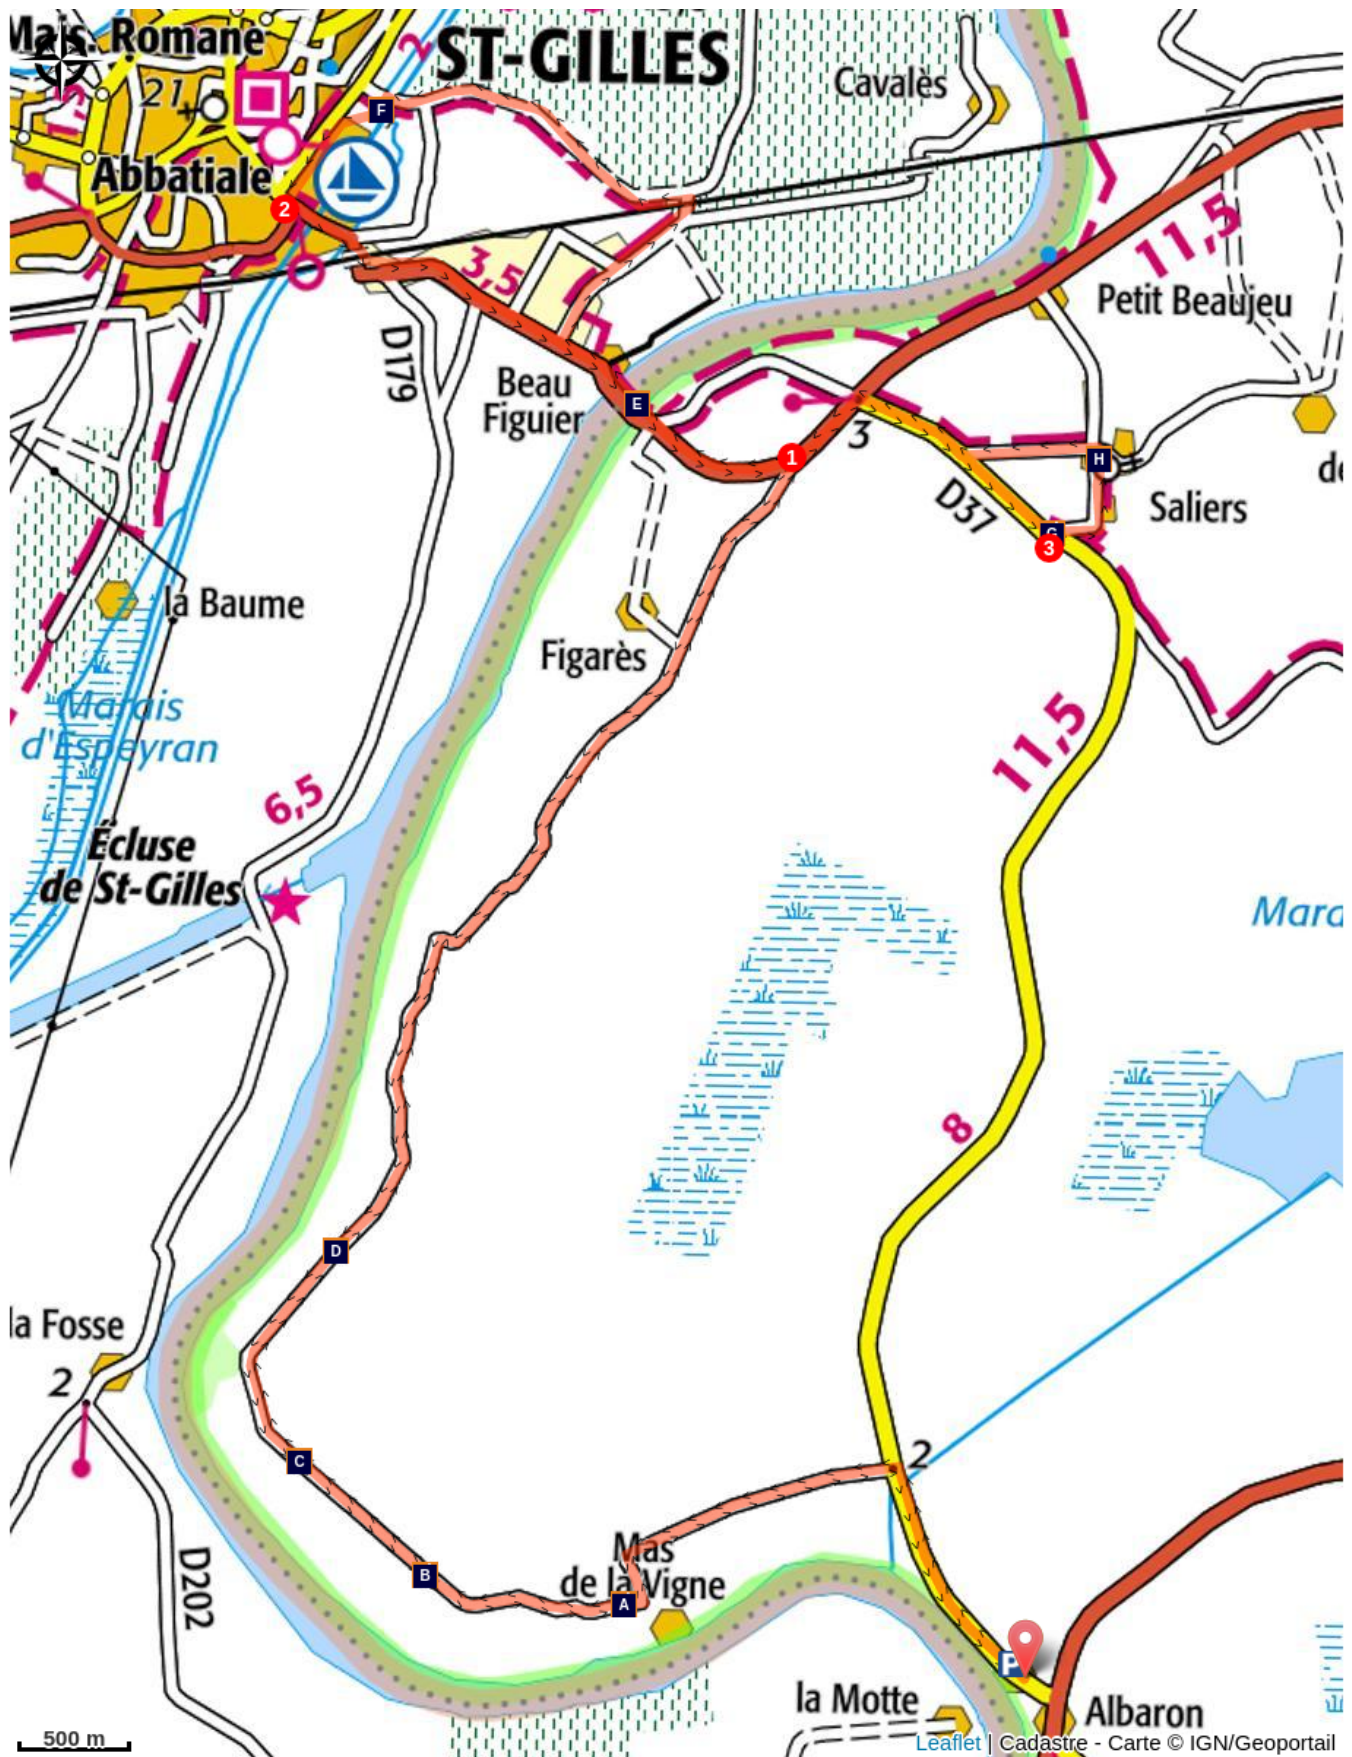 Mais. Romane
ST-GILLES
2
21
F
Cavalès
Abbatiale
2
11,5
3,5
Petit Beaujeu
D179
Beau
Figuier
E
3
1
H
de
D37
Saliers
G
3
la Baume
Figarès
Marais
d'Espeyran
11,5
6,5
Écluse
de St-Gilles
Mara
8
D
la Fosse
2
C
2
Mas
de la Vigne
B
A
D202
P
la Motte
Albaron
500 m
Leaflet | Cadastre - Carte © IGN/Geoportail